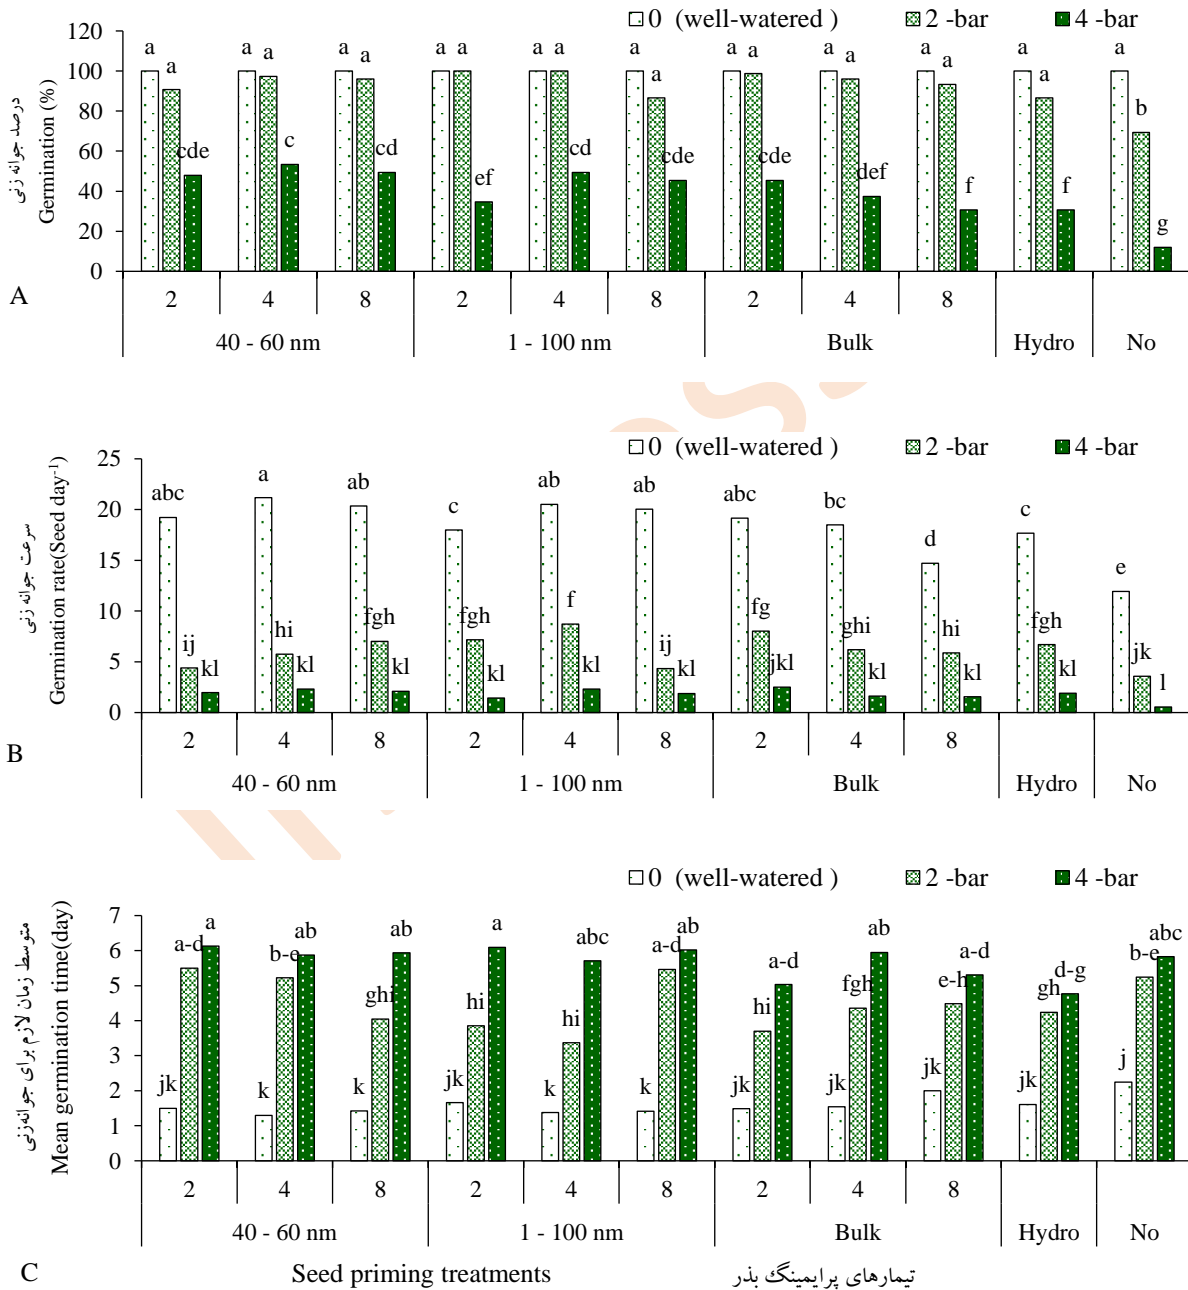 0 (well-watered ) 2 -bar 4 -bar
درصد جوانه زنی
Germination (%)
120
100
80
60
40
20
0
a a cde a a c a a cd a a ef a a cd a a cde a a cde a a def a a f a a f a b g
2 4 8 2 4 8 2 4 8
40 - 60 nm 1 - 100 nm Bulk Hydro No
A
0 (well-watered ) 2 -bar 4 -bar
سرعت جوانه زنی
Germination rate(Seed day-1)
25
20
15
10
5
0
abc ij kl a hi kl ab fgh kl c fgh kl ab f kl ab ij kl abc fg jkl bc ghi kl d hi kl c fgh kl e jk l
2 4 8 2 4 8 2 4 8
40 - 60 nm 1 - 100 nm Bulk Hydro No
B
0 (well-watered ) 2 -bar 4 -bar
متوسط زمان لازم برای جوانه‌زنی
Mean germination time(day)
7
6
5
4
3
2
1
0
jk a-d a k b-e ab k ghi ab jk hi a k hi abc k a-d ab jk hi a-d jk fgh ab jk e-h a-d jk gh d-g j b-e abc
2 4 8 2 4 8 2 4 8
40 - 60 nm 1 - 100 nm Bulk Hydro No
C
Seed priming treatments تیمارهای پرایمینگ بذر